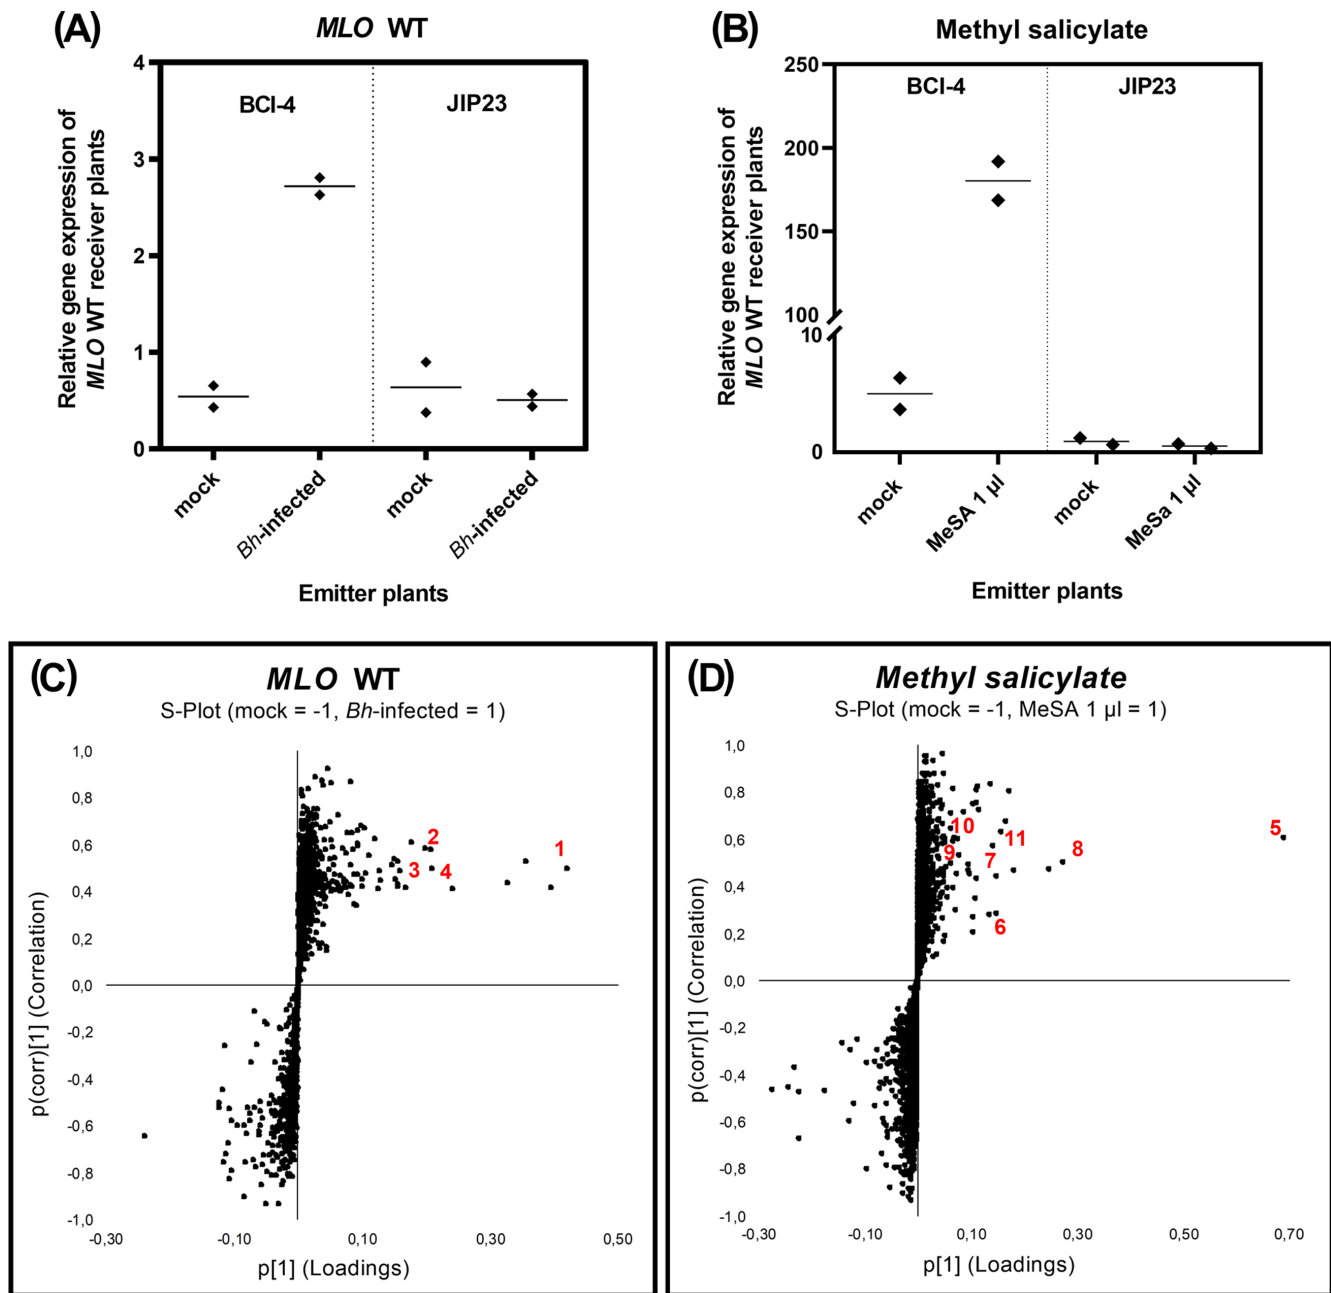 (A)
MLO WT
Relative gene expression of
MLO WT receiver plants
4
3
2
1
0
BCI-4
JIP23
mock
Bh-infected
mock
Bh-infected
Emitter plants
(B)
Methyl salicylate
Relative gene expression of
MLO WT receiver plants
250
200
150
100
10
0
BCI-4
JIP23
mock
MeSA 1 µl
mock
MeSa 1 µl
Emitter plants
(C)
MLO WT
S-Plot (mock = -1, Bh-infected = 1)
p(corr)[1] (Correlation)
1,0
0,8
0,6
0,4
0,2
0,0
-0,2
-0,4
-0,6
-0,8
-1,0
2
1
3
4
-0,30
-0,10
0,10
0,30
0,50
p[1] (Loadings)
(D)
Methyl salicylate
S-Plot (mock = -1, MeSA 1 µl = 1)
p(corr)[1] (Correlation)
1,0
0,8
0,6
0,4
0,2
0,0
-0,2
-0,4
-0,6
-0,8
-1,0
10
5
11
9
7
8
6
-0,30
-0,10
0,10
0,30
0,50
0,70
p[1] (Loadings)